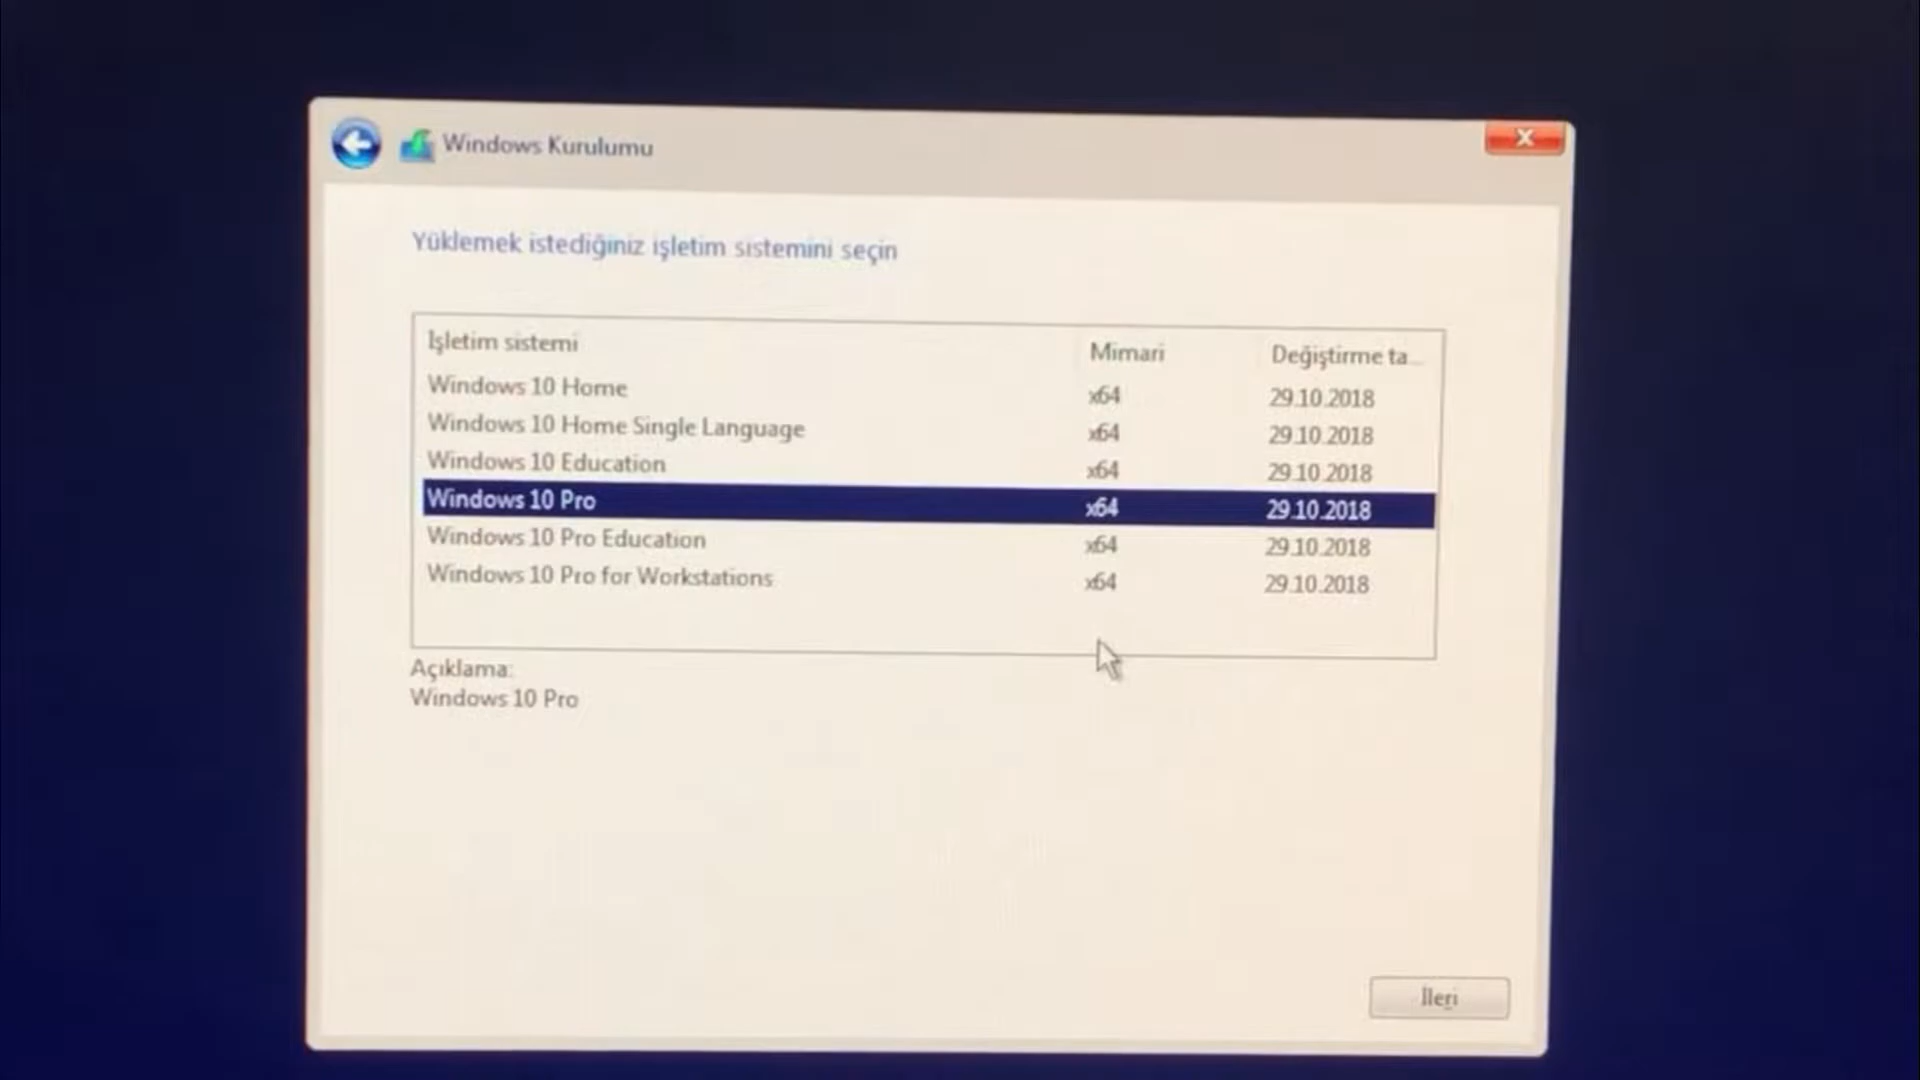 Windows Kurulumu
Yüklemek istediğiniz işletim sistemini seçin
İşletim sistemi Mimari Değiştirme ta...
Windows 10 Home x64 29.10.2018
Windows 10 Home Single Language x64 29.10.2018
Windows 10 Education x64 29.10.2018
Windows 10 Pro x64 29.10.2018
Windows 10 Pro Education x64 29.10.2018
Windows 10 Pro for Workstations x64 29.10.2018
Açıklama:
Windows 10 Pro
İleri